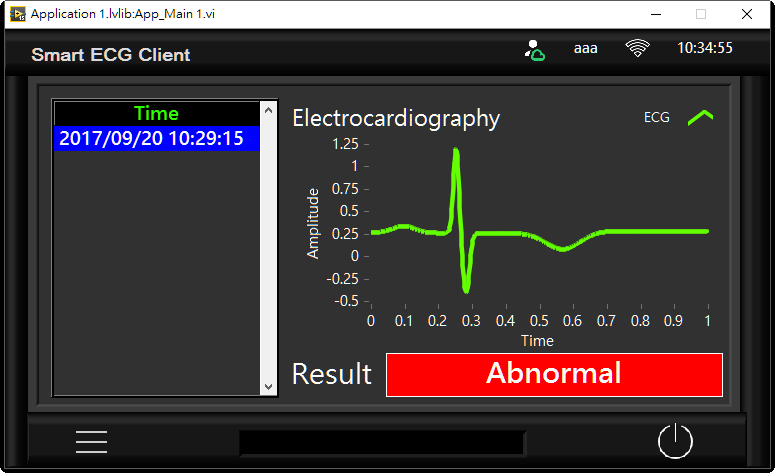 Application 1.lvlib:App_Main 1.vi
Smart ECG Client
aaa
10:34:55
Time
2017/09/20 10:29:15
Electrocardiography
ECG
1.25
1
0.75
0.5
0.25
0
-0.25
-0.5
Amplitude
0 0.1 0.2 0.3 0.4 0.5 0.6 0.7 0.8 0.9 1
Time
Result
Abnormal